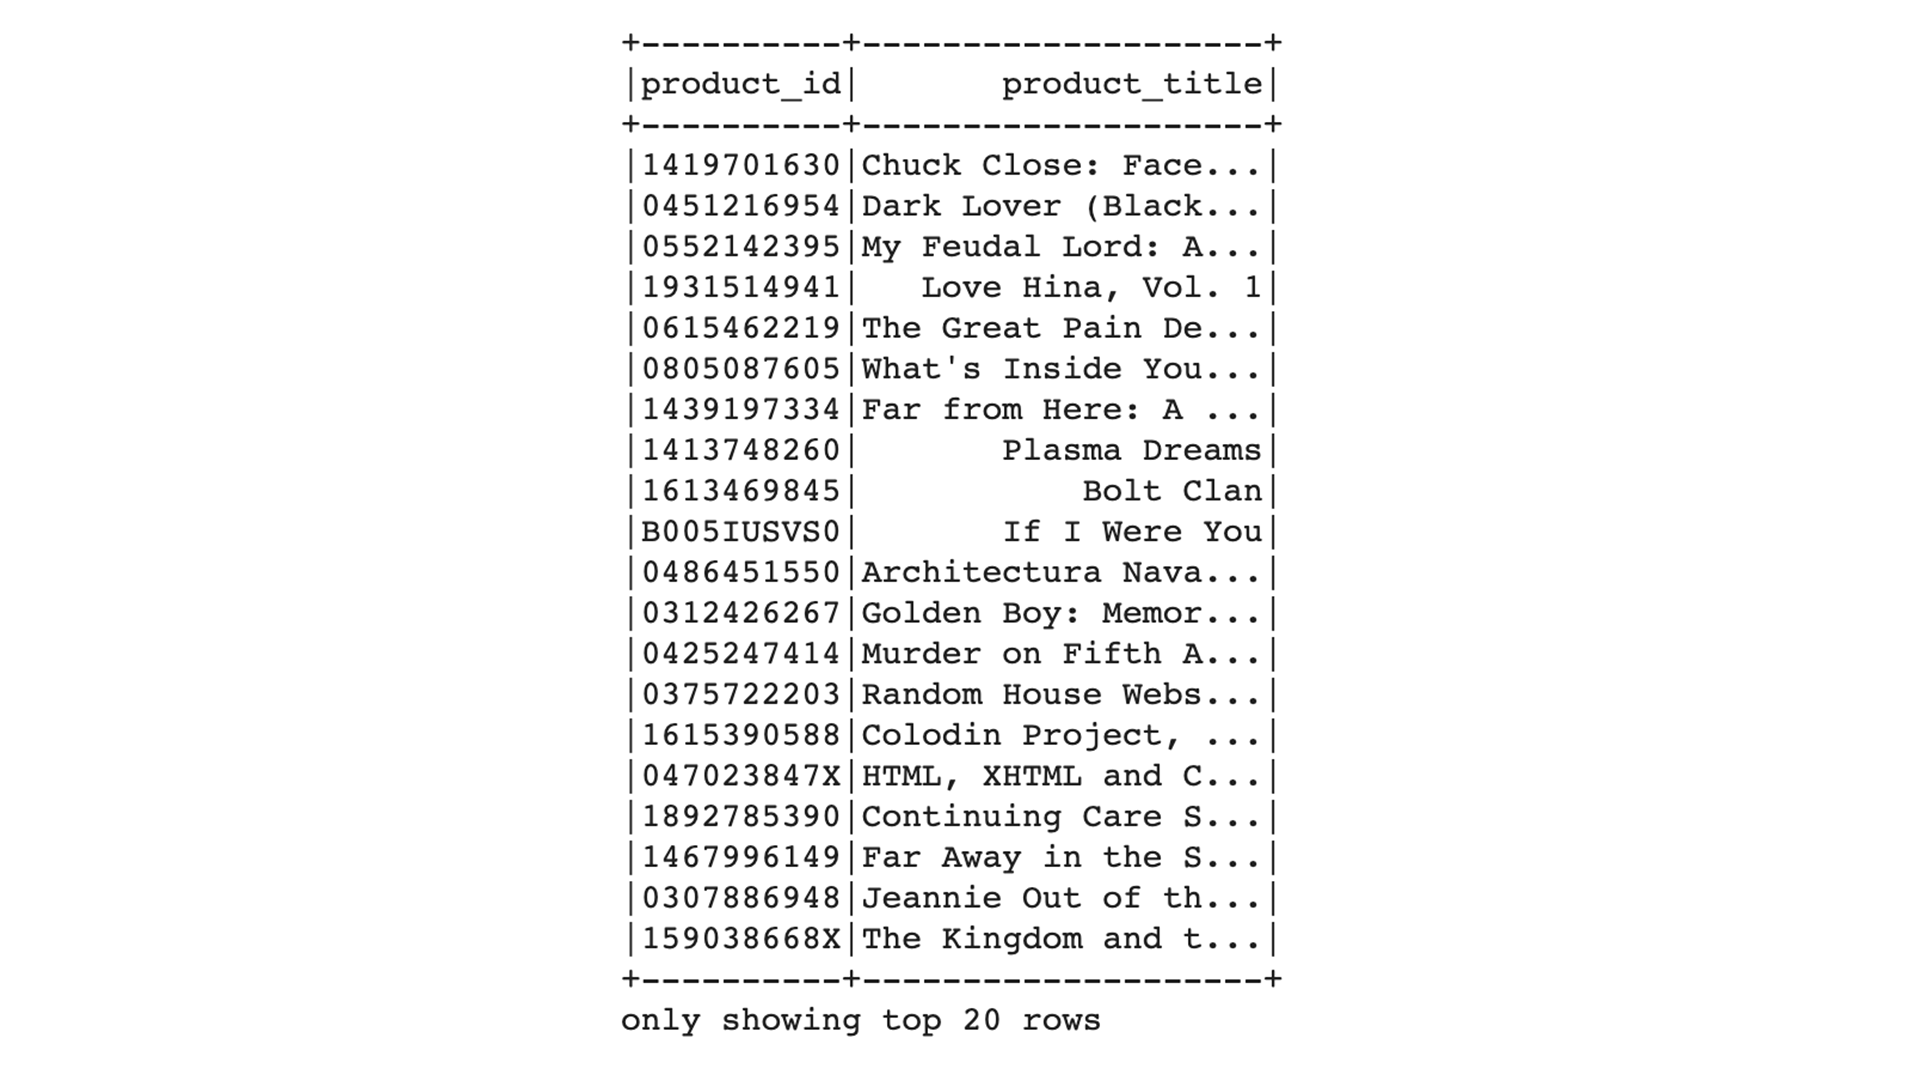 +----------+--------------------+
|product_id|       product_title|
+----------+--------------------+
|1419701630|Chuck Close: Face...|
|0451216954|Dark Lover (Black...|
|0552142395|My Feudal Lord: A...|
|1931514941|   Love Hina, Vol. 1|
|0615462219|The Great Pain De...|
|0805087605|What's Inside You...|
|1439197334|Far from Here: A ...|
|1413748260|       Plasma Dreams|
|1613469845|           Bolt Clan|
|B005IUSVS0|       If I Were You|
|0486451550|Architectura Nava...|
|0312426267|Golden Boy: Memor...|
|0425247414|Murder on Fifth A...|
|0375722203|Random House Webs...|
|1615390588|Colodin Project, ...|
|047023847X|HTML, XHTML and C...|
|1892785390|Continuing Care S...|
|1467996149|Far Away in the S...|
|0307886948|Jeannie Out of th...|
|159038668X|The Kingdom and t...|
+----------+--------------------+
only showing top 20 rows